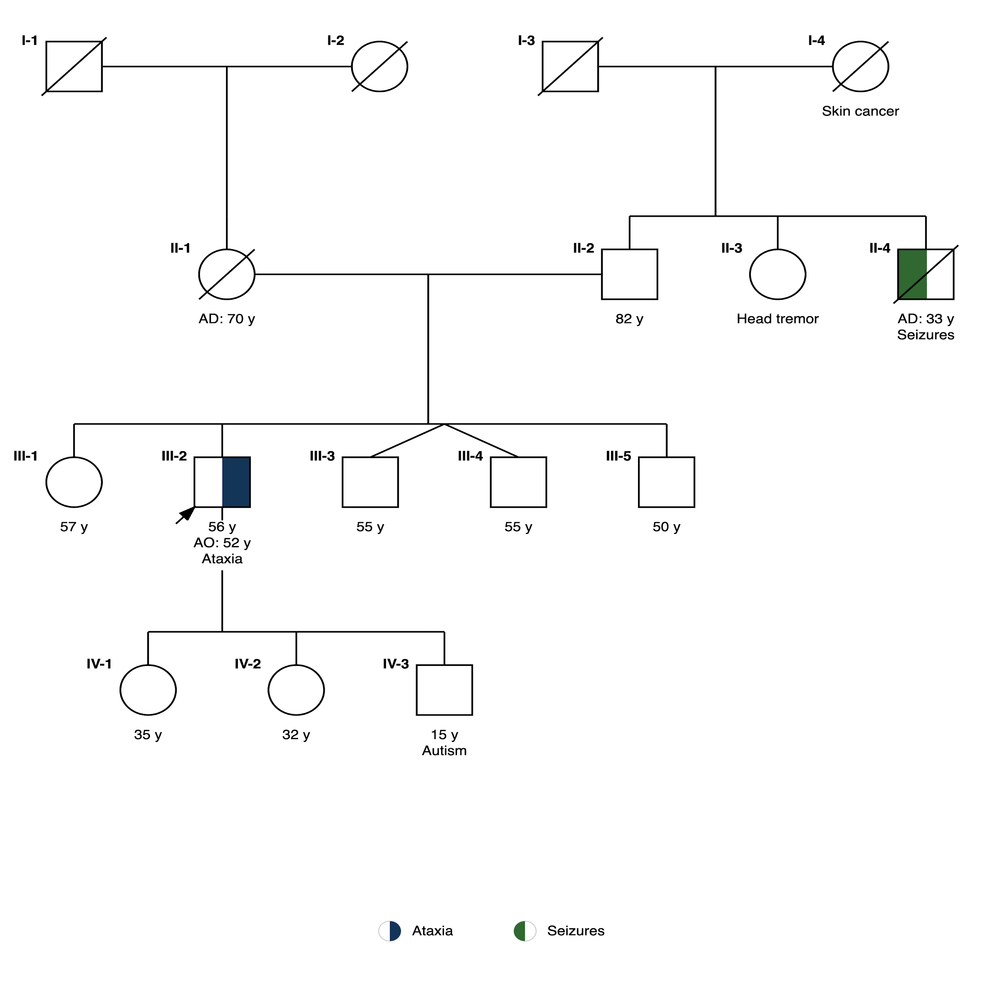 I-1
I-2
I-3
I-4
Skin cancer
II-1
II-2
II-3
II-4
AD: 70 y
82 y
Head tremor
AD: 33 y
Seizures
III-1
III-2
III-3
III-4
III-5
57 y
56 y
AO: 52 y
Ataxia
55 y
55 y
50 y
IV-1
IV-2
IV-3
35 y
32 y
15 y
Autism
Ataxia
Seizures